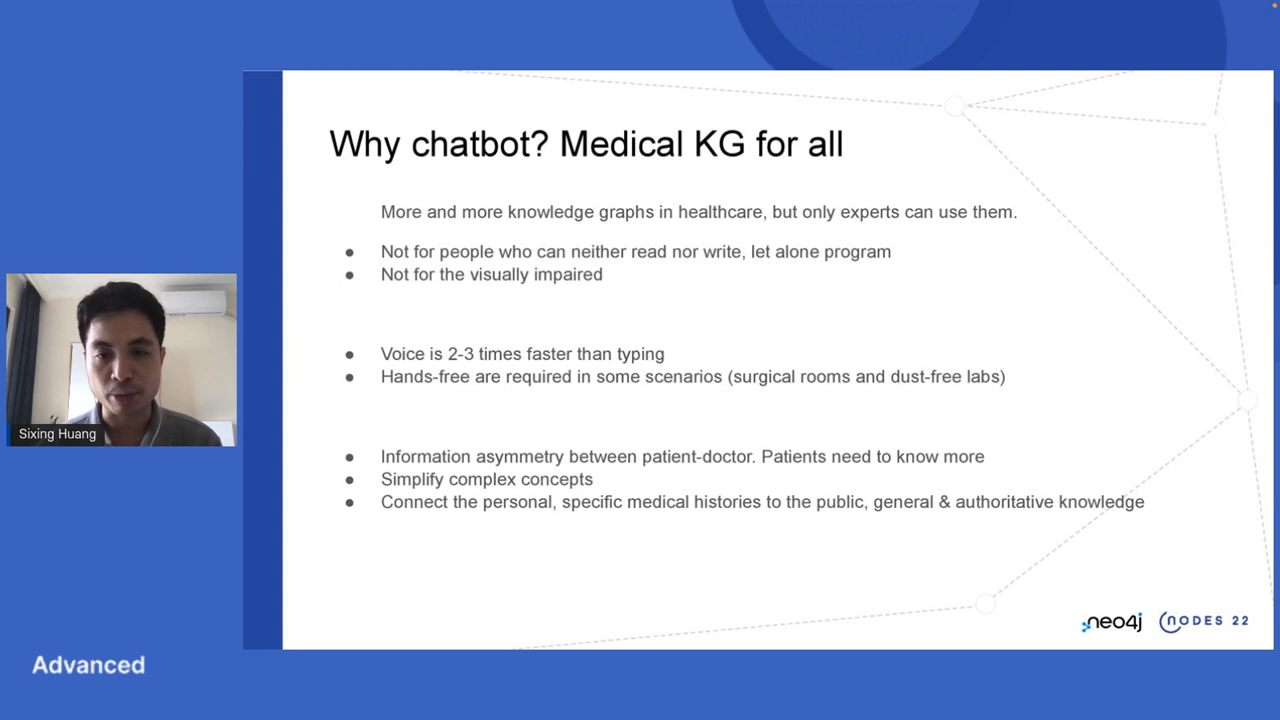 Why chatbot? Medical KG for all
More and more knowledge graphs in healthcare, but only experts can use them.
● Not for people who can neither read nor write, let alone program
● Not for the visually impaired
● Voice is 2-3 times faster than typing
● Hands-free are required in some scenarios (surgical rooms and dust-free labs)
● Information asymmetry between patient-doctor. Patients need to know more
● Simplify complex concepts
● Connect the personal, specific medical histories to the public, general & authoritative knowledge
Sixing Huang
neo4j NODES 22
Advanced